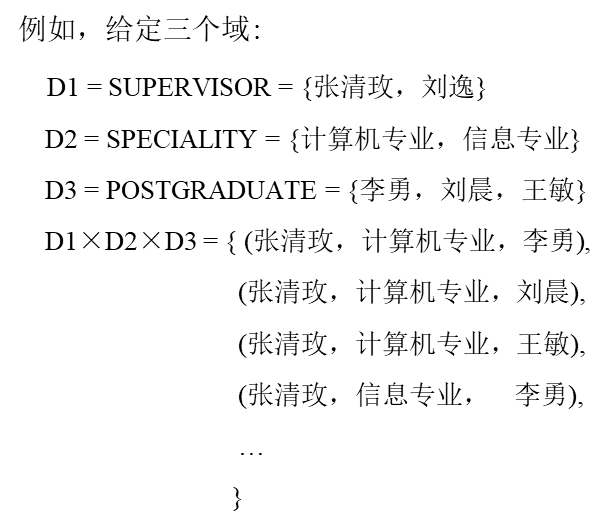 例如，给定三个域:
D1 = SUPERVISOR = {张清玫，刘逸}
D2 = SPECIALITY = {计算机专业，信息专业}
D3 = POSTGRADUATE = {李勇，刘晨，王敏}
D1×D2×D3 = { (张清玫，计算机专业，李勇),
(张清玫，计算机专业，刘晨),
(张清玫，计算机专业，王敏),
(张清玫，信息专业， 李勇),
…
}